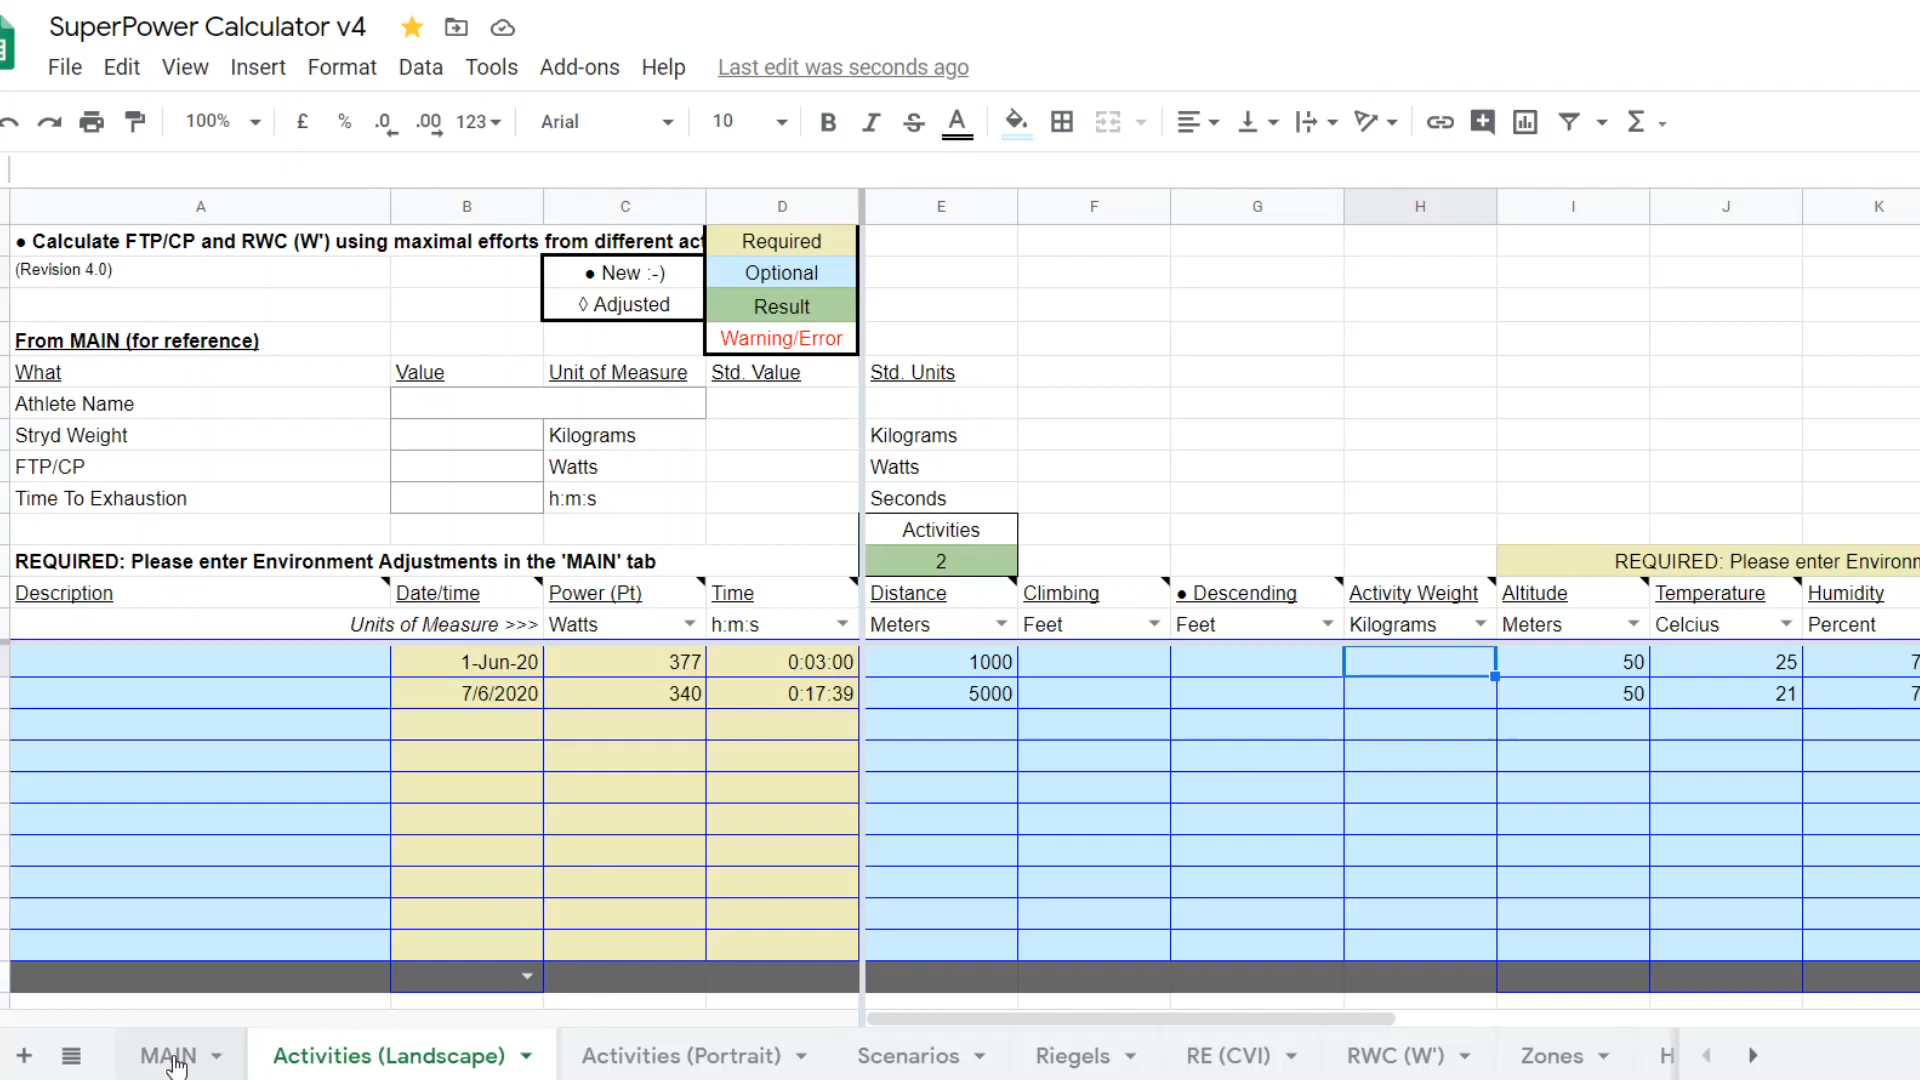 SuperPower Calculator v4
File Edit View Insert Format Data Tools Add-ons Help Last edit was seconds ago
100% £ % .0 .00 123 Arial 10 B I S A Σ
A B C D E F G H I J K
● Calculate FTP/CP and RWC (W') using maximal efforts from different act Required
(Revision 4.0) ● New :-) Optional
◊ Adjusted Result
From MAIN (for reference) Warning/Error
What Value Unit of Measure Std. Value Std. Units
Athlete Name
Stryd Weight Kilograms Kilograms
FTP/CP Watts Watts
Time To Exhaustion h:m:s Seconds
Activities
REQUIRED: Please enter Environment Adjustments in the 'MAIN' tab 2 REQUIRED: Please enter Environn
Description Date/time Power (Pt) Time Distance Climbing ● Descending Activity Weight Altitude Temperature Humidity
Units of Measure >>> Watts h:m:s Meters Feet Feet Kilograms Meters Celcius Percent
1-Jun-20 377 0:03:00 1000 50 25 7
7/6/2020 340 0:17:39 5000 50 21 7
+ MAIN Activities (Landscape) Activities (Portrait) Scenarios Riegels RE (CVI) RWC (W') Zones H